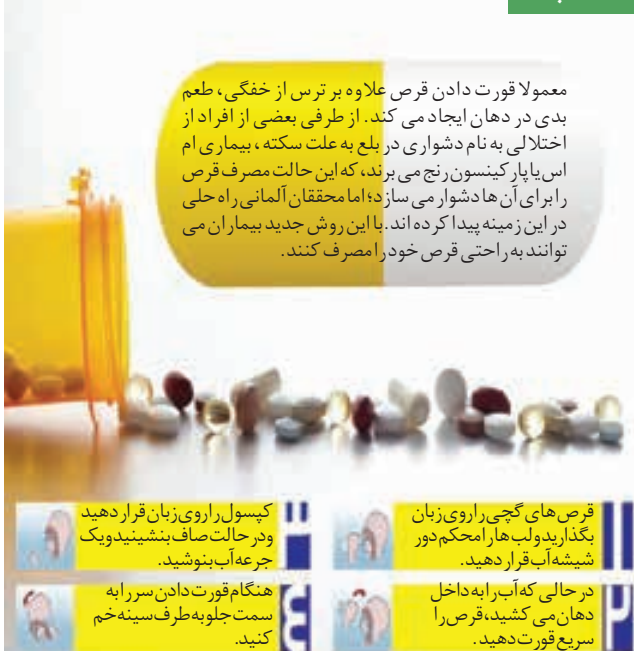 معمولا قورت دادن قرص علاوه بر ترس از خفگی، طعم
بدی در دهان ایجاد می کند. از طرفی بعضی از افراد از
اختلالی به نام دشواری در بلع به علت سکته، بیماری ام
اس یا پارکینسون رنج می برند، که این حالت مصرف قرص
را برای آن ها دشوار می سازد؛ اما محققان آلمانی راه حلی
در این زمینه پیدا کرده اند. با این روش جدید بیماران می
توانند به راحتی قرص خود را مصرف کنند.
۱
قرص های گچی را روی زبان
بگذارید و لب ها را محکم دور
شیشه آب قرار دهید.
۲
در حالی که آب را به داخل
دهان می کشید، قرص را
سریع قورت دهید.
۳
کپسول را روی زبان قرار دهید
و در حالت صاف بنشینید و یک
جرعه آب بنوشید.
۴
هنگام قورت دادن سر را به
سمت جلو به طرف سینه خم
کنید.